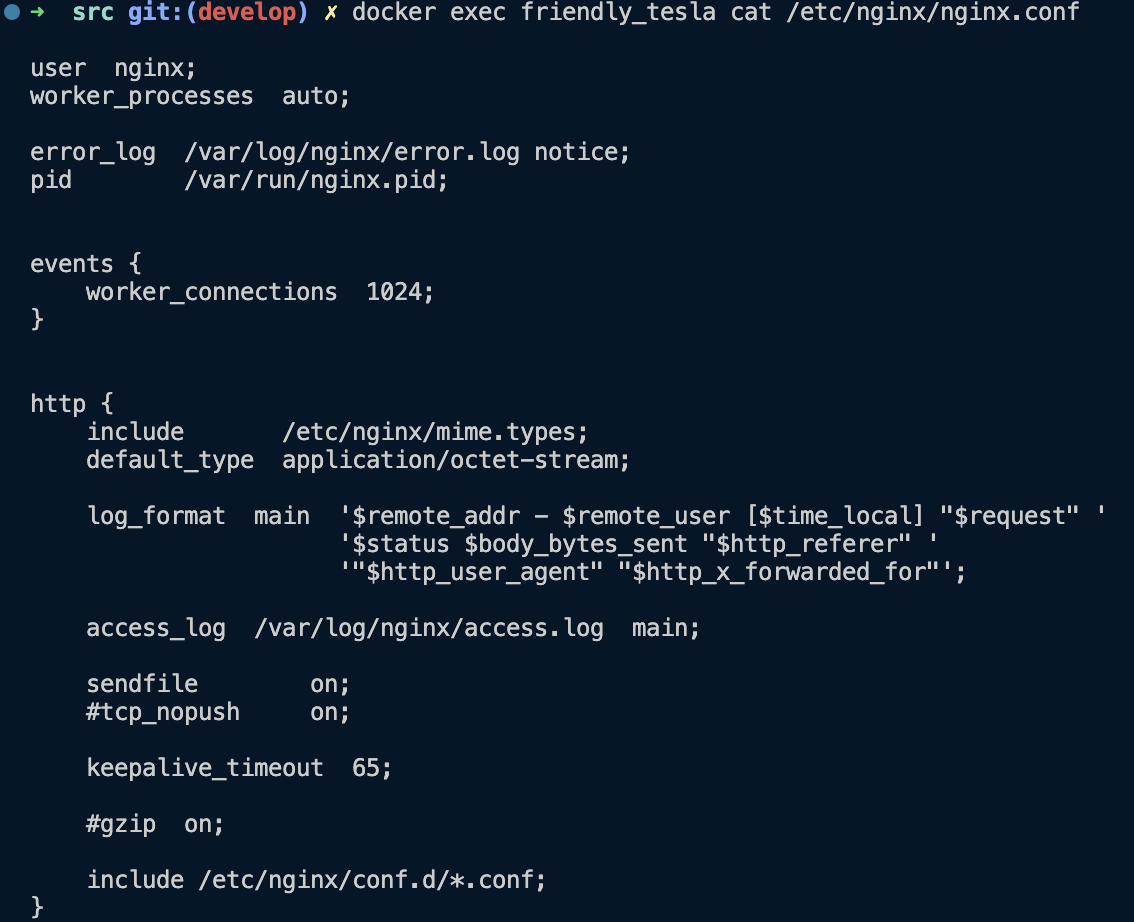 ➜  src git:(develop) ✗ docker exec friendly_tesla cat /etc/nginx/nginx.conf
user  nginx;
worker_processes  auto;
error_log  /var/log/nginx/error.log notice;
pid        /var/run/nginx.pid;
events {
    worker_connections  1024;
}
http {
    include       /etc/nginx/mime.types;
    default_type  application/octet-stream;
    log_format  main  '$remote_addr - $remote_user [$time_local] "$request" '
                      '$status $body_bytes_sent "$http_referer" '
                      '"$http_user_agent" "$http_x_forwarded_for"';
    access_log  /var/log/nginx/access.log  main;
    sendfile        on;
    #tcp_nopush     on;
    keepalive_timeout  65;
    #gzip  on;
    include /etc/nginx/conf.d/*.conf;
}